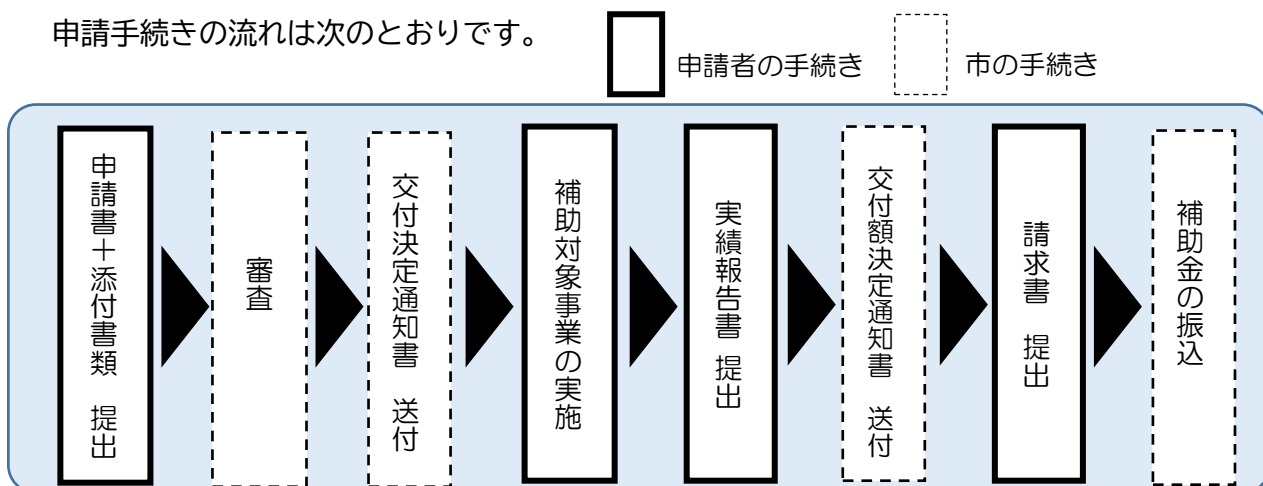 申請手続きの流れは次のとおりです。
申請者の手続き
市の手続き
申請書＋添付書類　提出
審査
交付決定通知書　送付
補助対象事業の実施
実績報告書 提出
交付額決定通知書　送付
請求書　提出
補助金の振込